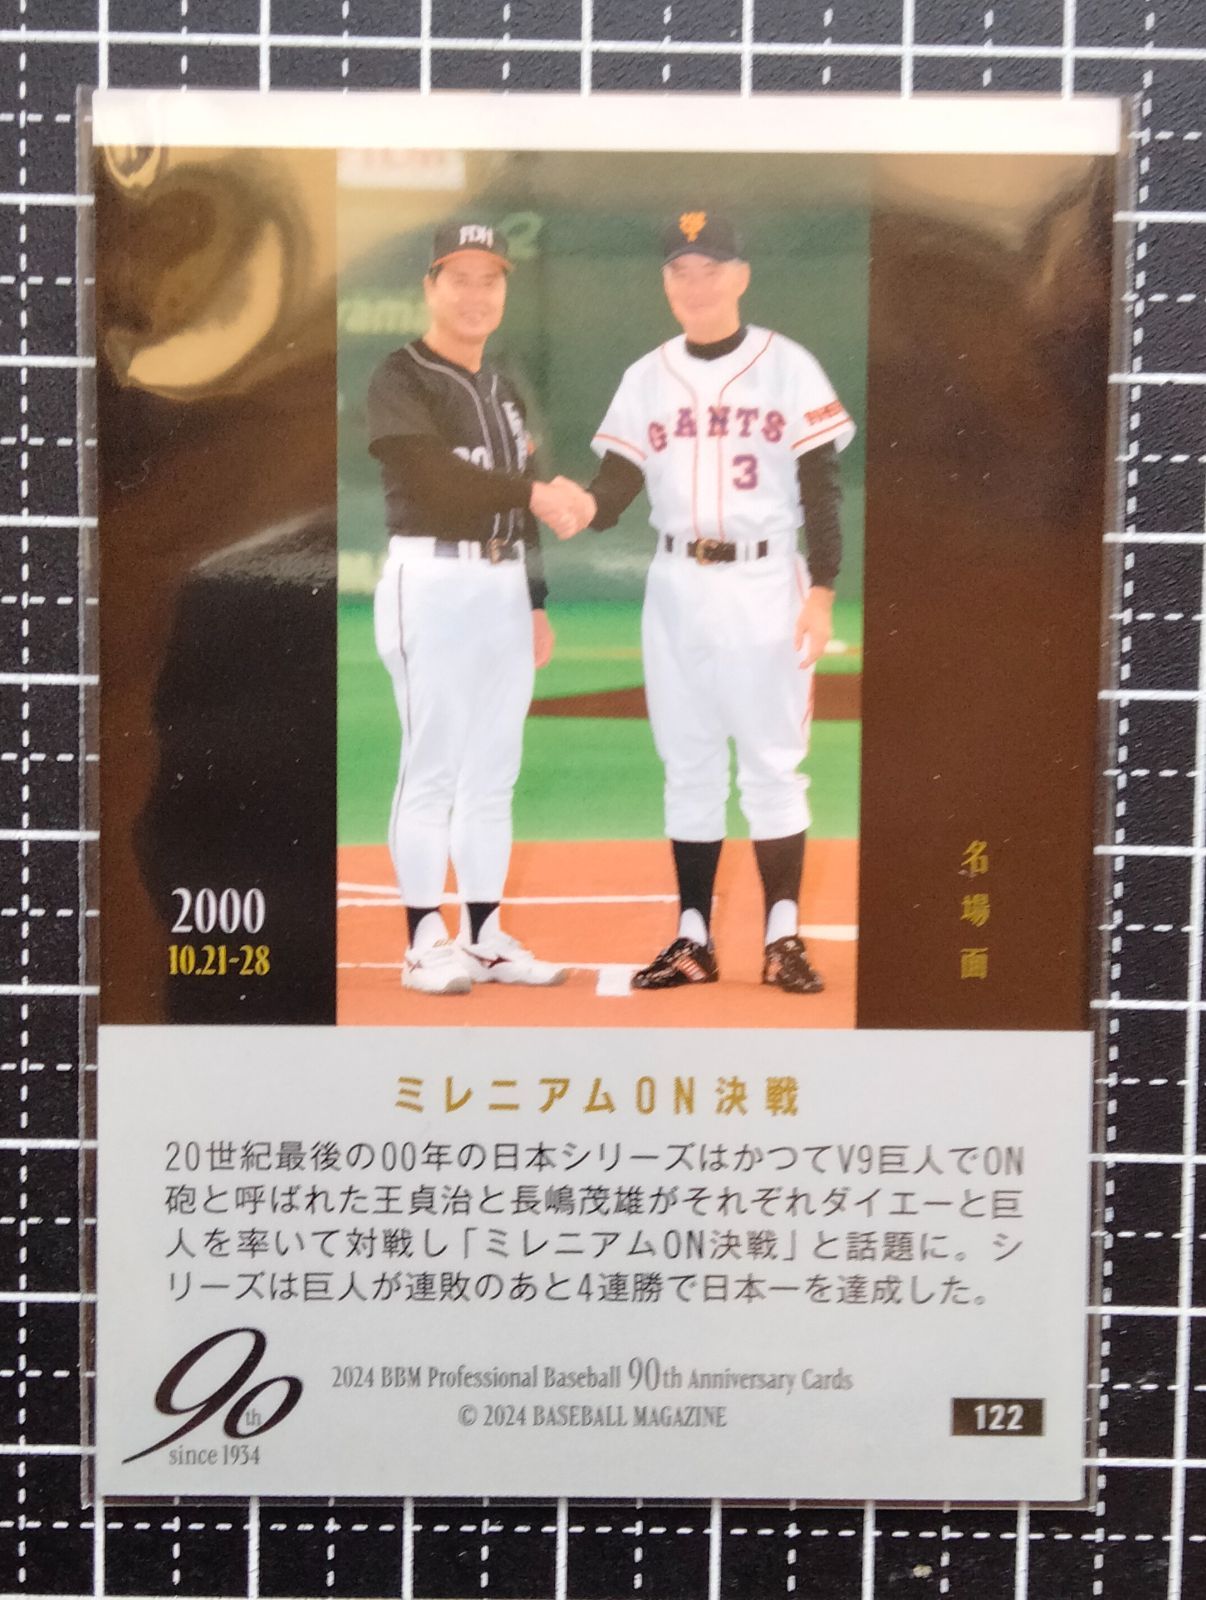 FDH
GIANTS
3
2000
10.21-28
名場面
ミレニアムON決戦
20世紀最後の00年の日本シリーズはかつてV9巨人でON
砲と呼ばれた王貞治と長嶋茂雄がそれぞれダイエーと巨
人を率いて対戦し「ミレニアムON決戦」と話題に。シ
リーズは巨人が連敗のあと4連勝で日本一を達成した。
90th
since 1934
2024 BBM Professional Baseball 90th Anniversary Cards
© 2024 BASEBALL MAGAZINE
122